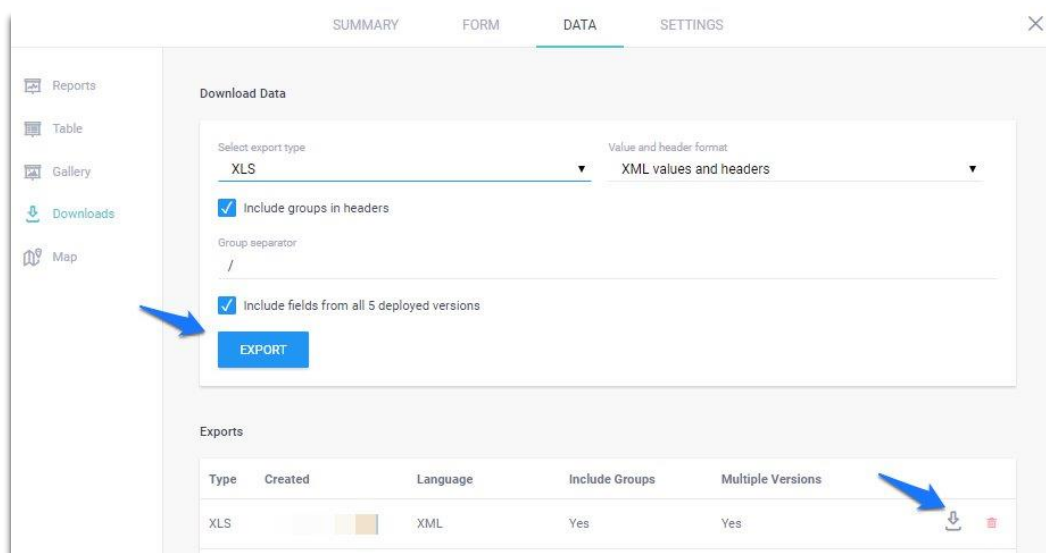 SUMMARY FORM DATA SETTINGS
Reports
Table
Gallery
Downloads
Map
Download Data
Select export type Value and header format
XLS XML values and headers
Include groups in headers
Group separator
/
Include fields from all 5 deployed versions
EXPORT
Exports
Type Created Language Include Groups Multiple Versions
XLS XML Yes Yes